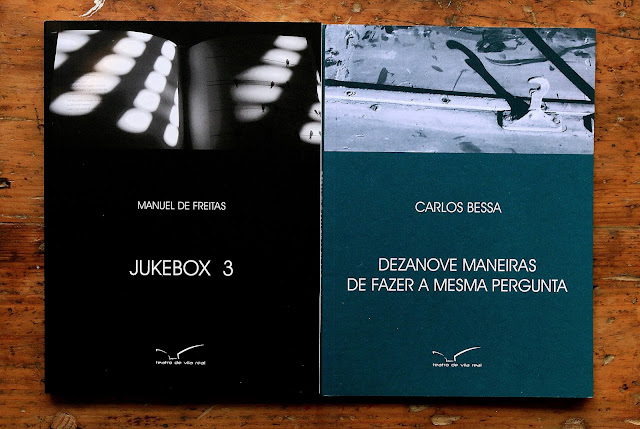 MANUEL DE FREITAS
JUKEBOX 3
teatro de vila real
CARLOS BESSA
DEZANOVE MANEIRAS
DE FAZER A MESMA PERGUNTA
teatro de vila real